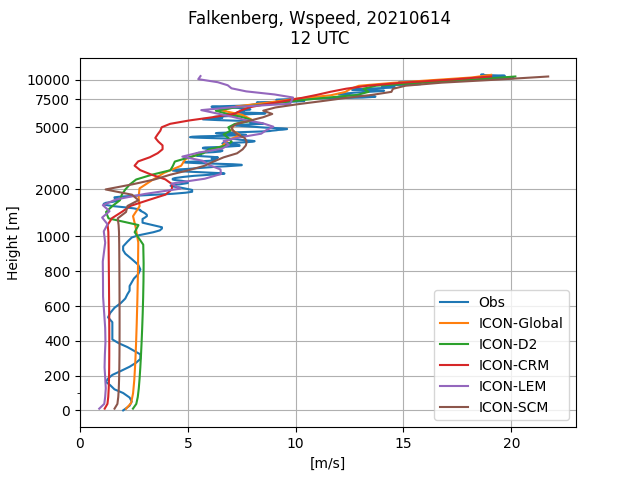 Falkenberg, Wspeed, 20210614
12 UTC
Height [m]
10000
7500
5000
2000
1000
800
600
400
200
0
Obs
ICON-Global
ICON-D2
ICON-CRM
ICON-LEM
ICON-SCM
0 5 10 15 20
[m/s]